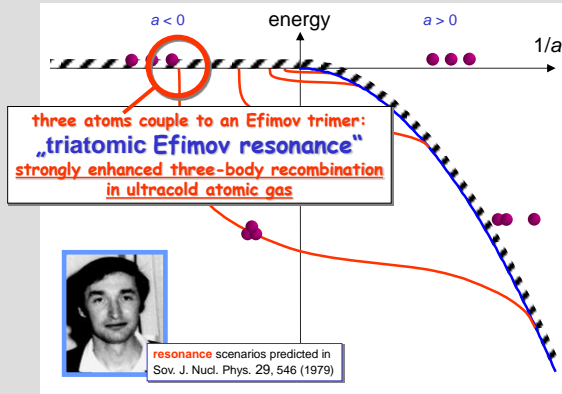 a < 0
energy
a > 0
1/a
three atoms couple to an Efimov trimer:
„triatomic Efimov resonance“
strongly enhanced three-body recombination
in ultracold atomic gas
resonance scenarios predicted in
Sov. J. Nucl. Phys. 29, 546 (1979)